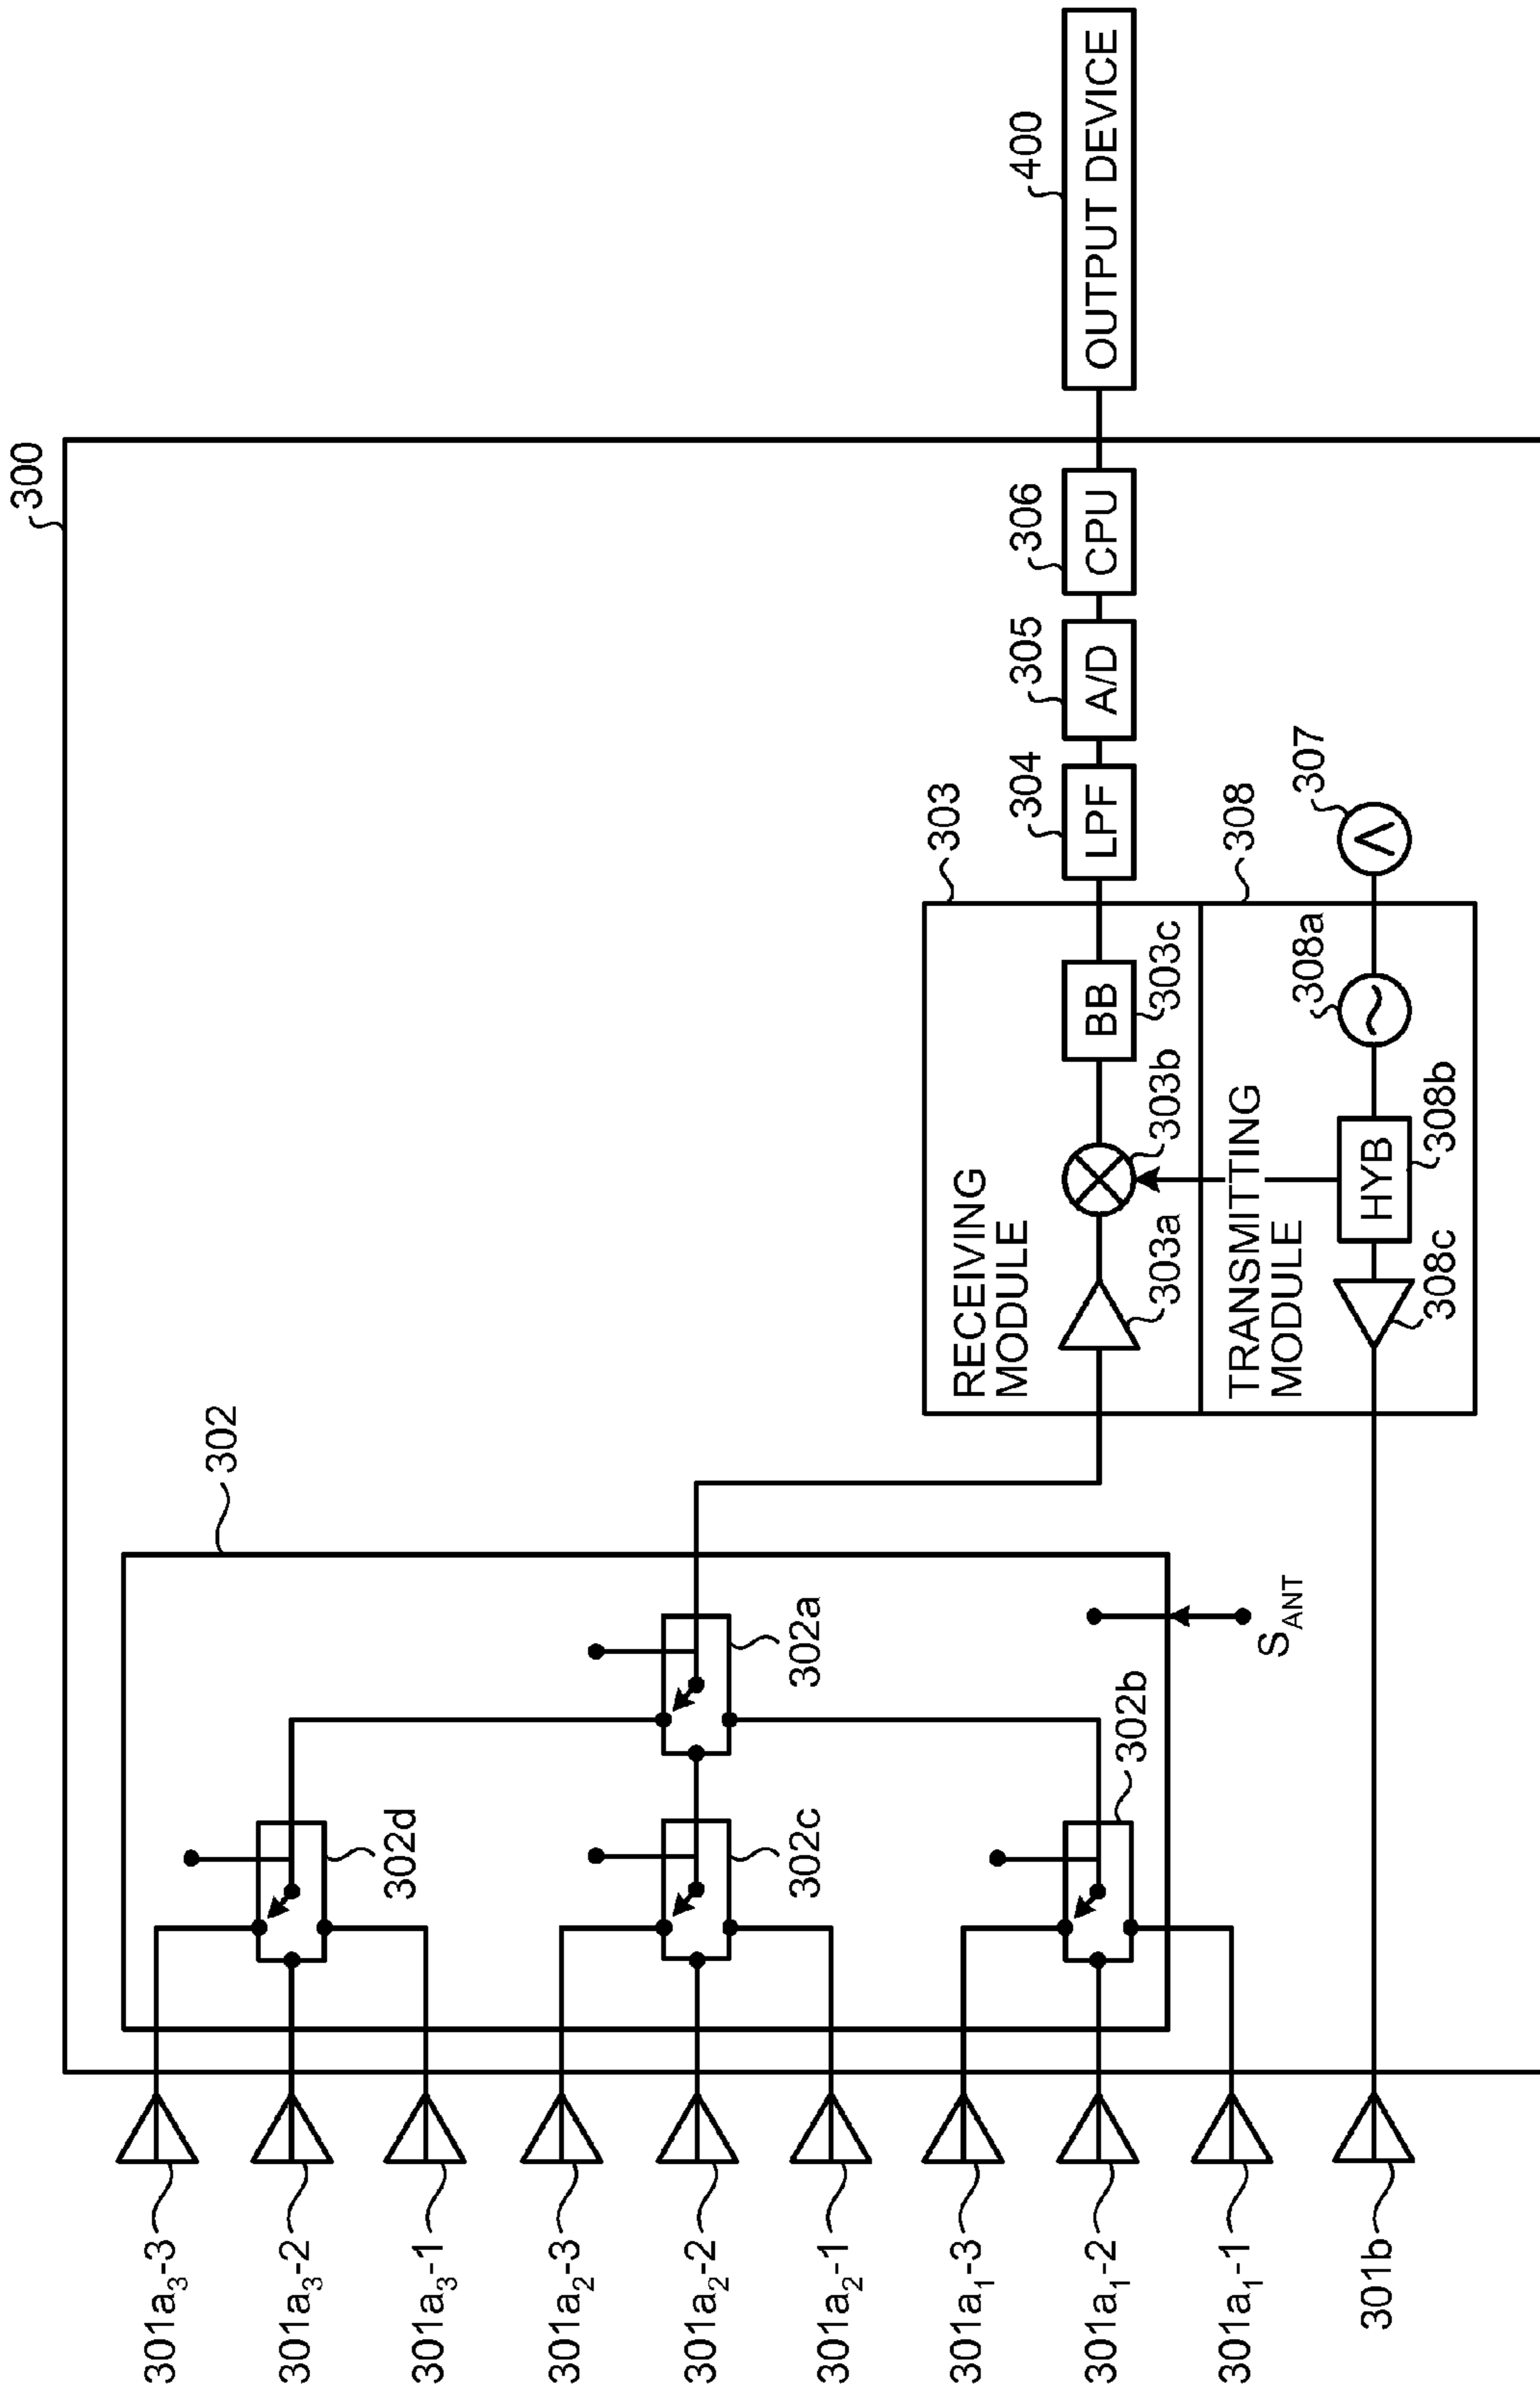 300
400
OUTPUT DEVICE
306
CPU
305
A/D
304
LPF
303
303c
BB
303b
303a
RECEIVING
MODULE
308
307
V
308a
308b
HYB
308c
TRANSMITTING
MODULE
302
302a
302b
302c
302d
S_ANT
301a₃-3
301a₃-2
301a₃-1
301a₂-3
301a₂-2
301a₂-1
301a₁-3
301a₁-2
301a₁-1
301b